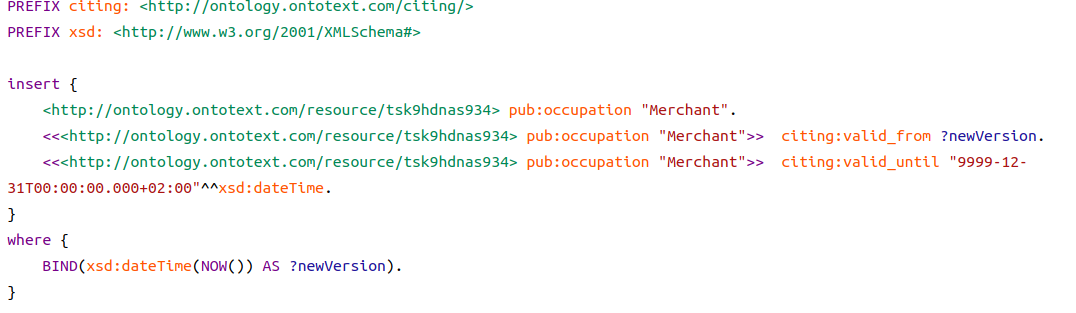 PREFIX citing: <http://ontology.ontotext.com/citing/>
PREFIX xsd: <http://www.w3.org/2001/XMLSchema#>
insert {
<http://ontology.ontotext.com/resource/tsk9hdnas934> pub:occupation "Merchant".
<<<http://ontology.ontotext.com/resource/tsk9hdnas934> pub:occupation "Merchant">> citing:valid_from ?newVersion.
<<<http://ontology.ontotext.com/resource/tsk9hdnas934> pub:occupation "Merchant">> citing:valid_until "9999-12-
31T00:00:00.000+02:00"^^xsd:dateTime.
}
where {
BIND(xsd:dateTime(NOW()) AS ?newVersion).
}